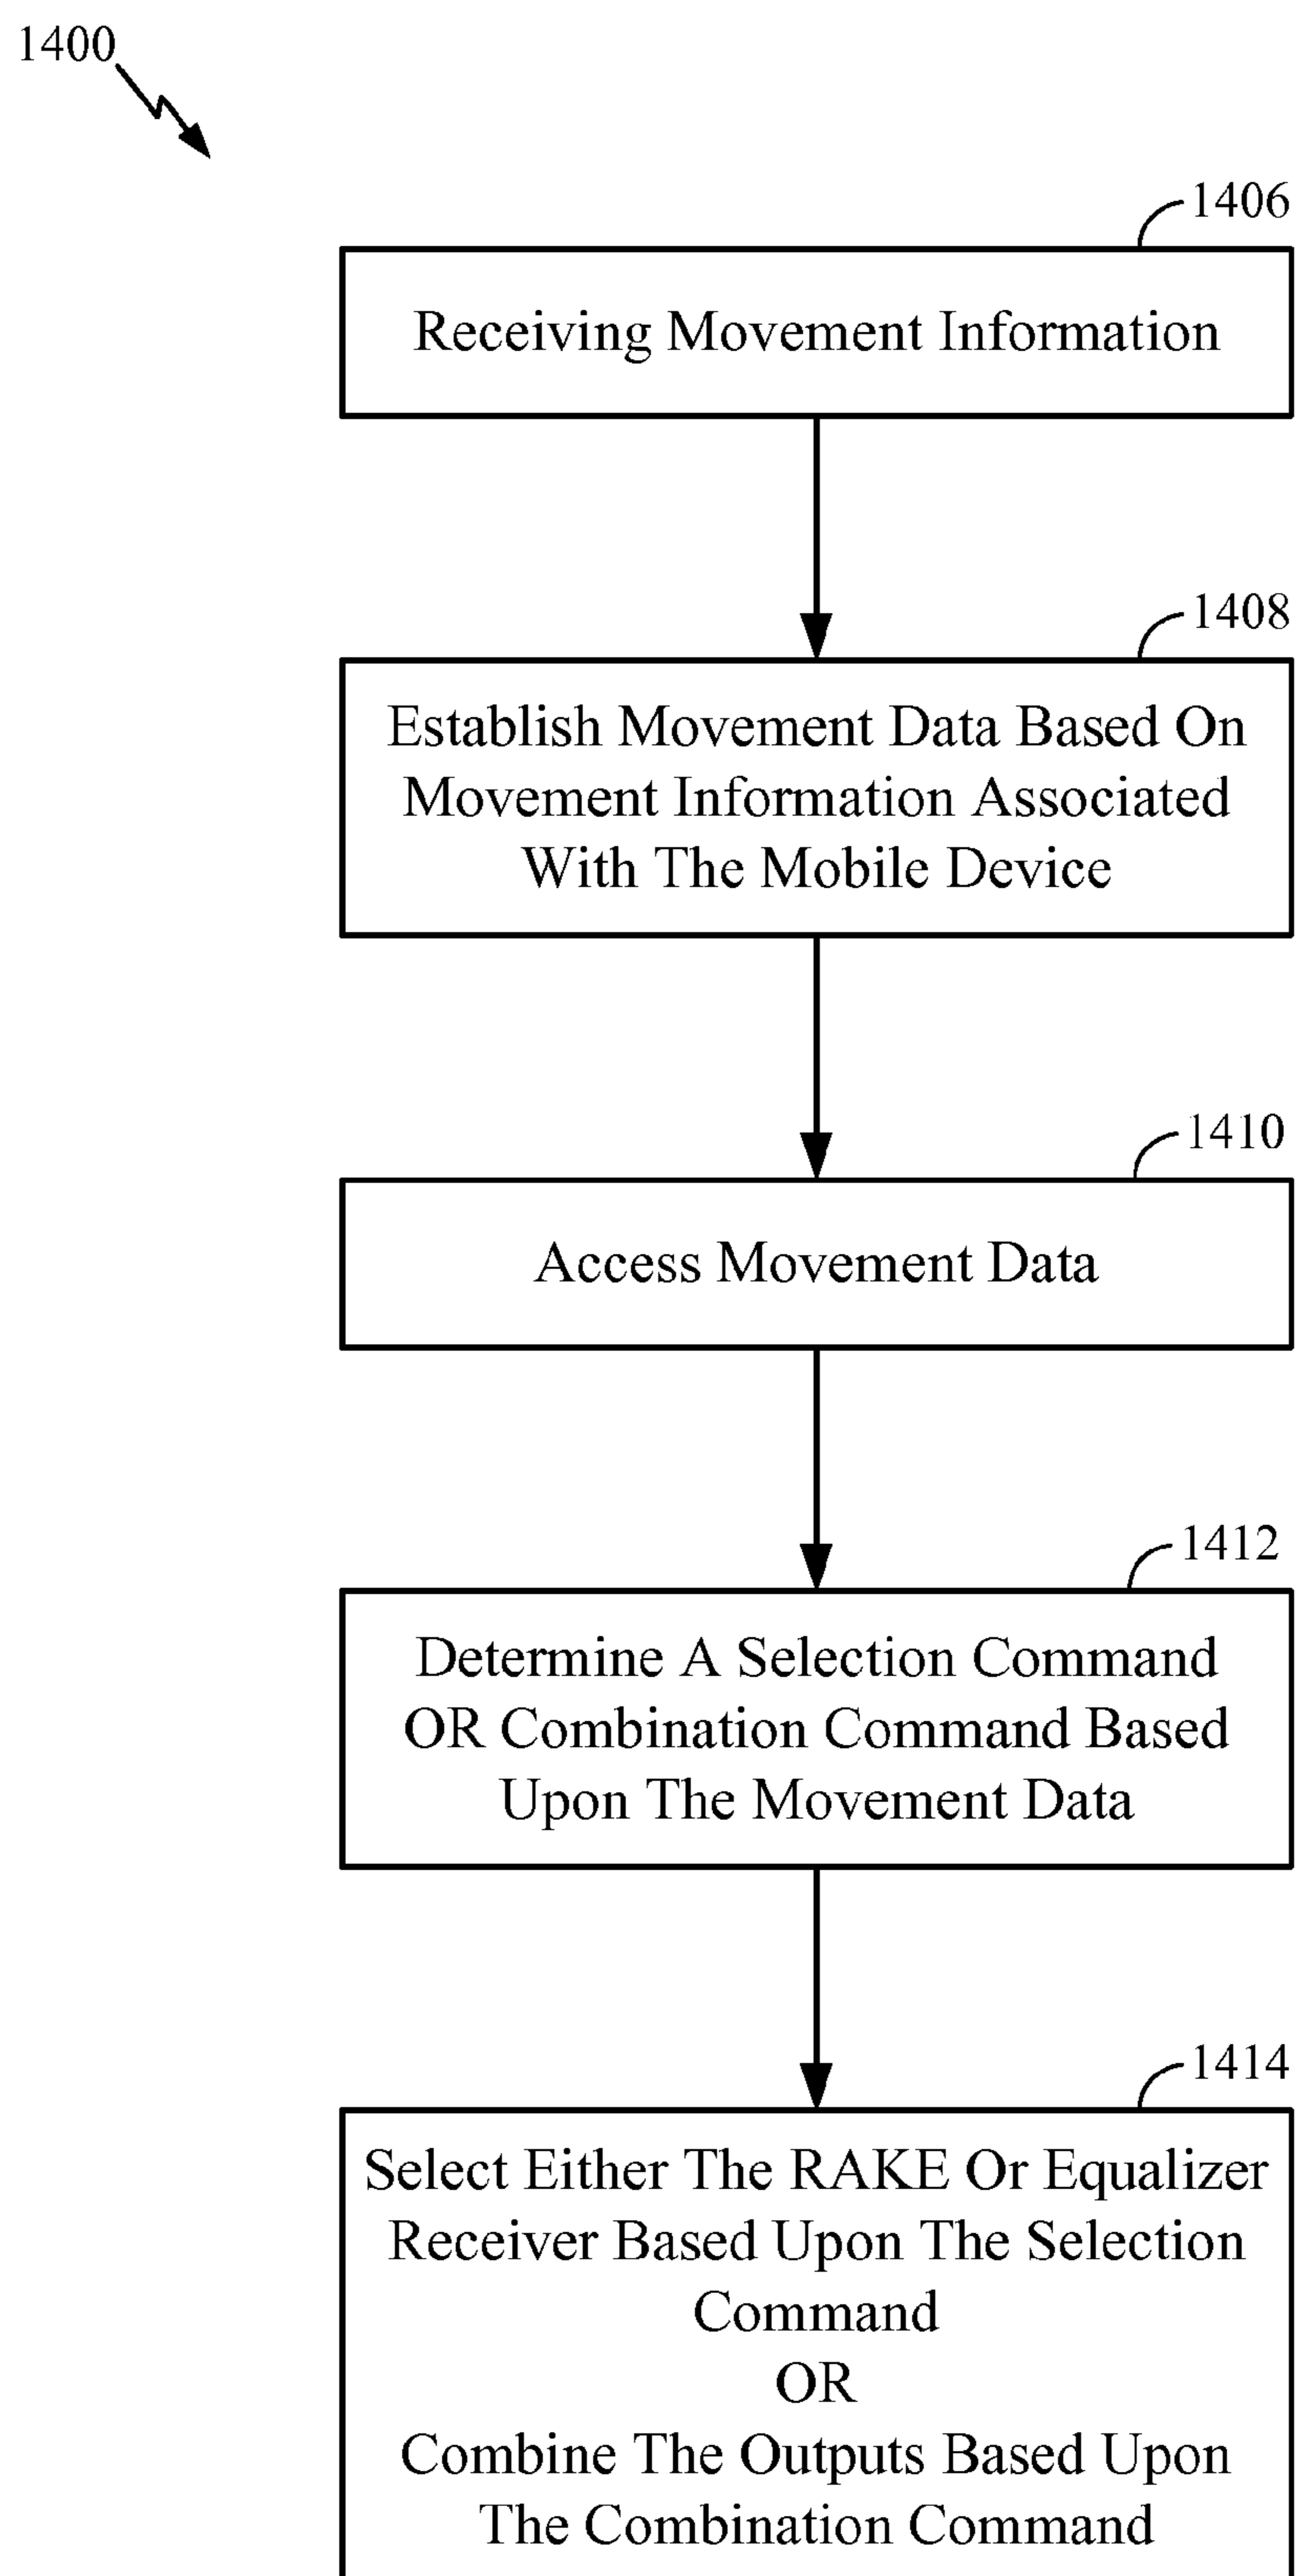 1400
1406
Receiving Movement Information
1408
Establish Movement Data Based On
Movement Information Associated
With The Mobile Device
1410
Access Movement Data
1412
Determine A Selection Command
OR Combination Command Based
Upon The Movement Data
1414
Select Either The RAKE Or Equalizer
Receiver Based Upon The Selection
Command
OR
Combine The Outputs Based Upon
The Combination Command